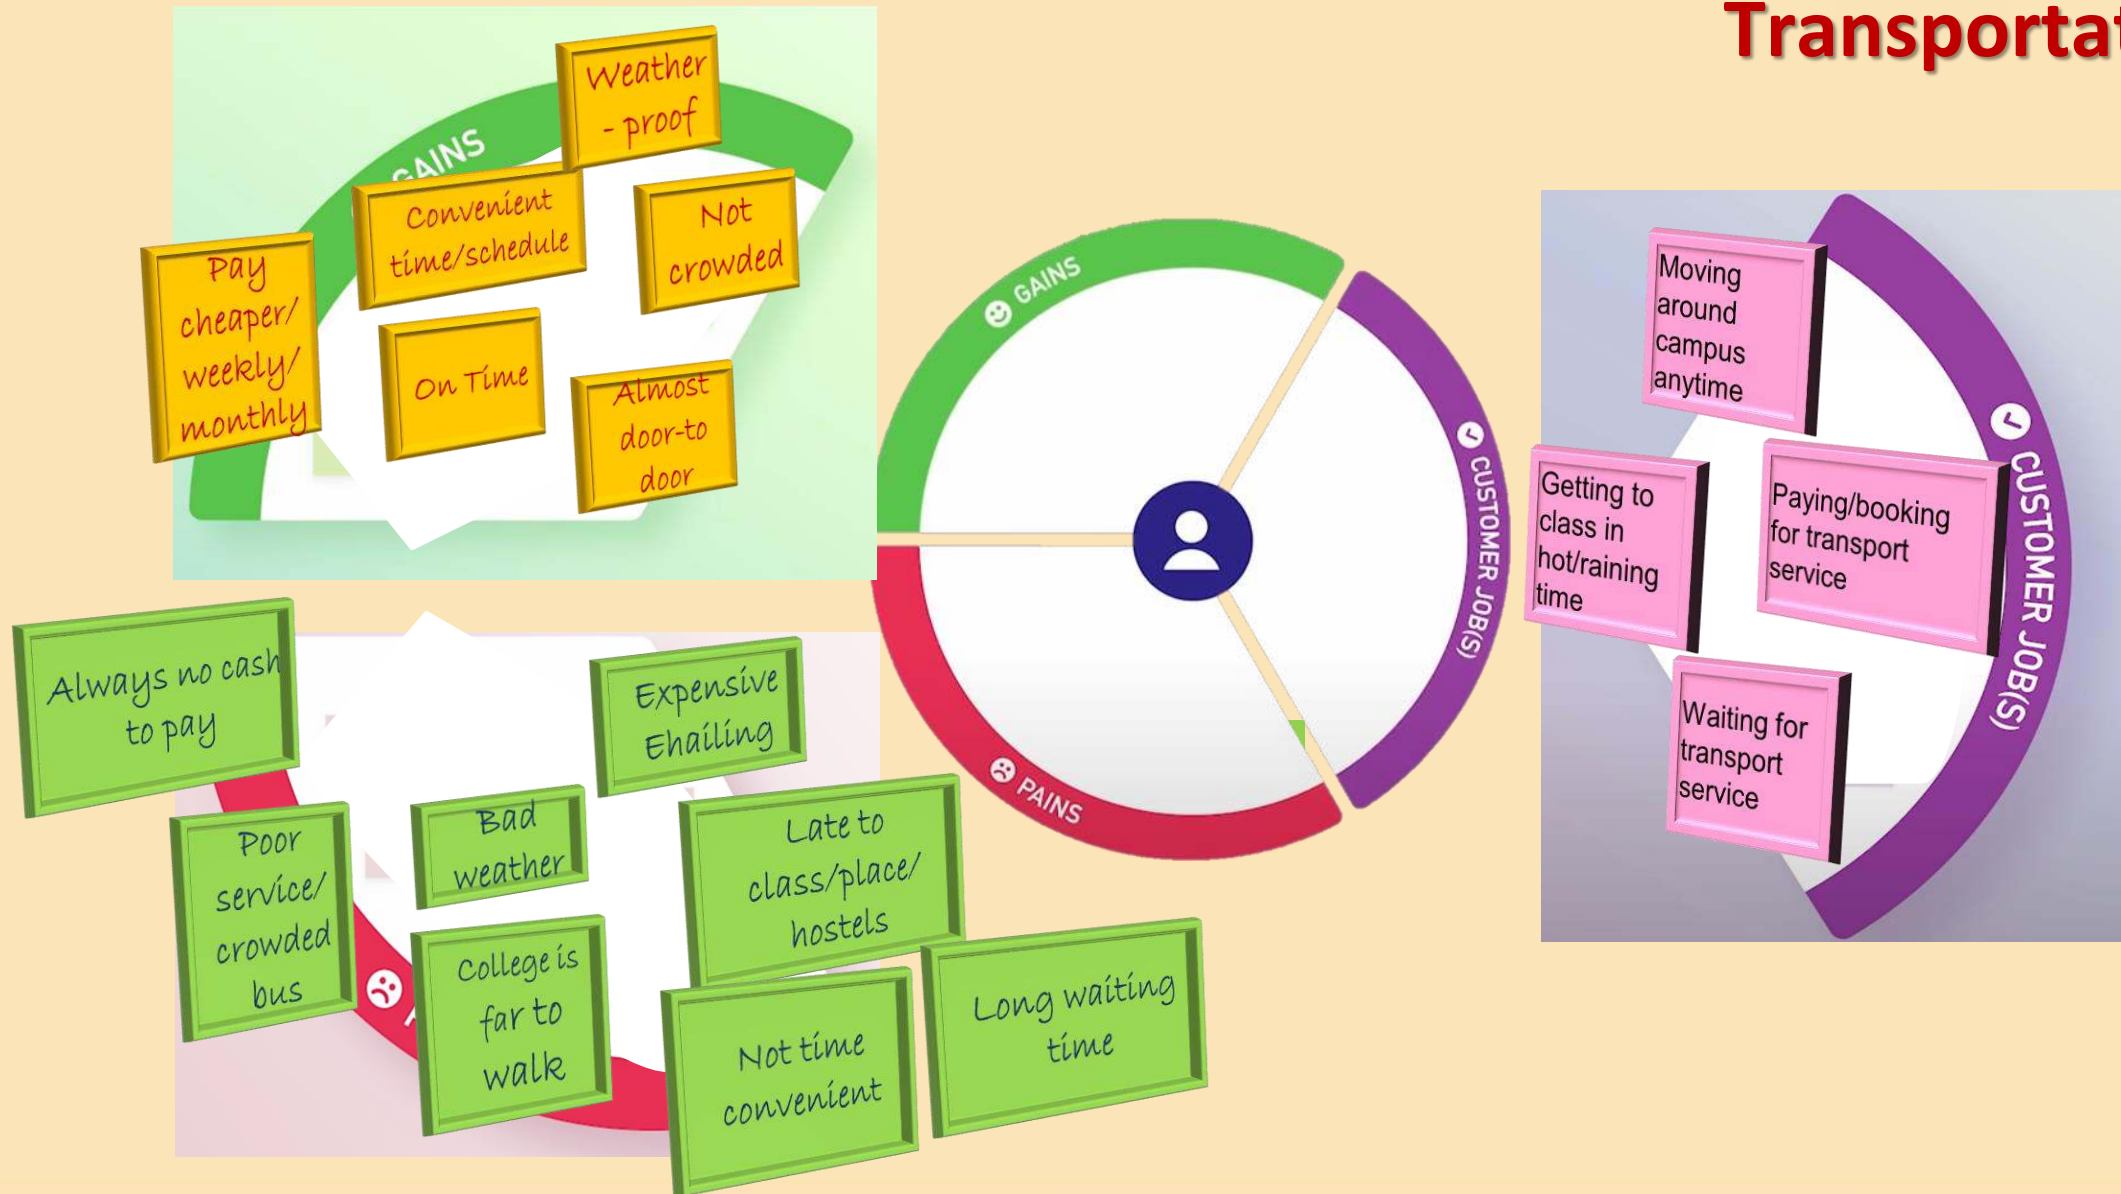 Transportat
GAINS
Weather
- proof
Convenient
time/schedule
Not
crowded
Pay
cheaper/
weekly/
monthly
On Time
Almost
door-to
door
GAINS
CUSTOMER JOB(S)
PAINS
Moving
around
campus
anytime
Getting to
class in
hot/raining
time
Paying/booking
for transport
service
Waiting for
transport
service
CUSTOMER JOB(S)
Always no cash
to pay
Expensive
Ehailing
Poor
service/
crowded
bus
Bad
weather
Late to
class/place/
hostels
College is
far to
walk
Not time
convenient
Long waiting
time